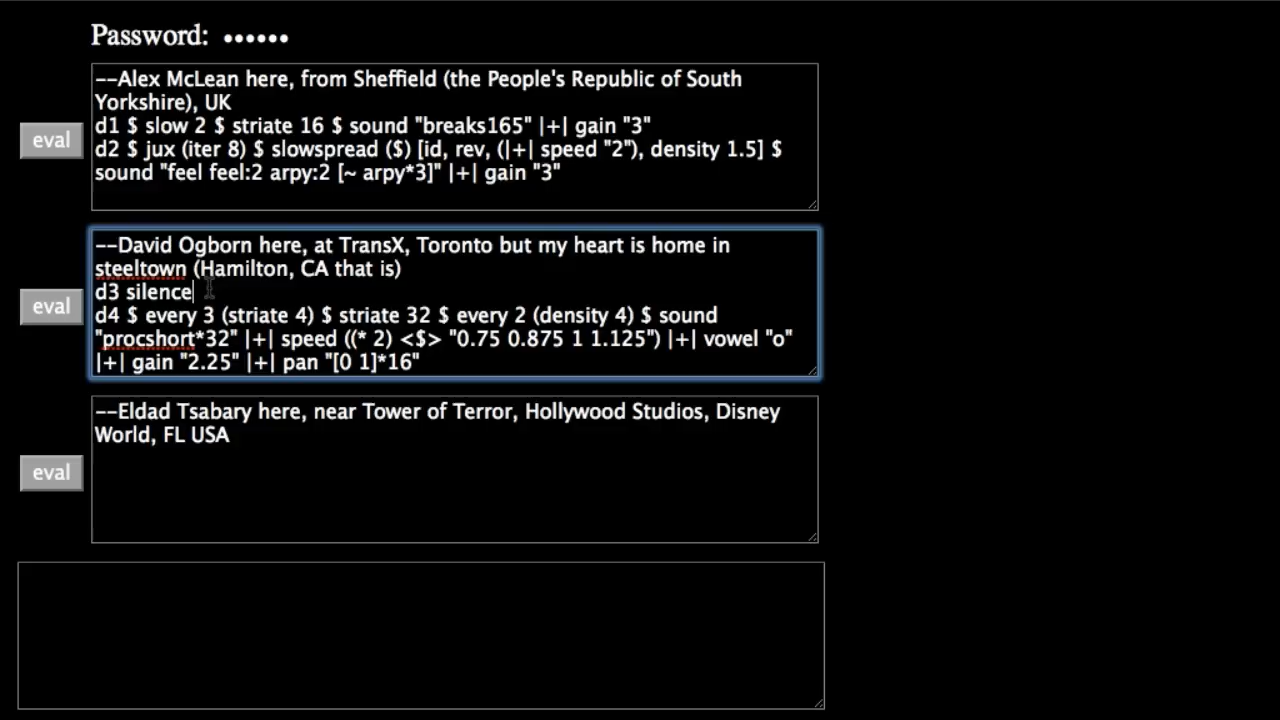 Password: ••••••
--Alex McLean here, from Sheffield (the People's Republic of South
Yorkshire), UK
d1 $ slow 2 $ striate 16 $ sound "breaks165" |+| gain "3"
eval
d2 $ jux (iter 8) $ slowspread ($) [id, rev, (|+| speed "2"), density 1.5] $
sound "feel feel:2 arpy:2 [~ arpy*3]" |+| gain "3"
--David Ogborn here, at TransX, Toronto but my heart is home in
steeltown (Hamilton, CA that is)
d3 silence
eval
d4 $ every 3 (striate 4) $ striate 32 $ every 2 (density 4) $ sound
"procshort*32" |+| speed ((* 2) <$> "0.75 0.875 1 1.125") |+| vowel "o"
|+| gain "2.25" |+| pan "[0 1]*16"
--Eldad Tsabary here, near Tower of Terror, Hollywood Studios, Disney
World, FL USA
eval